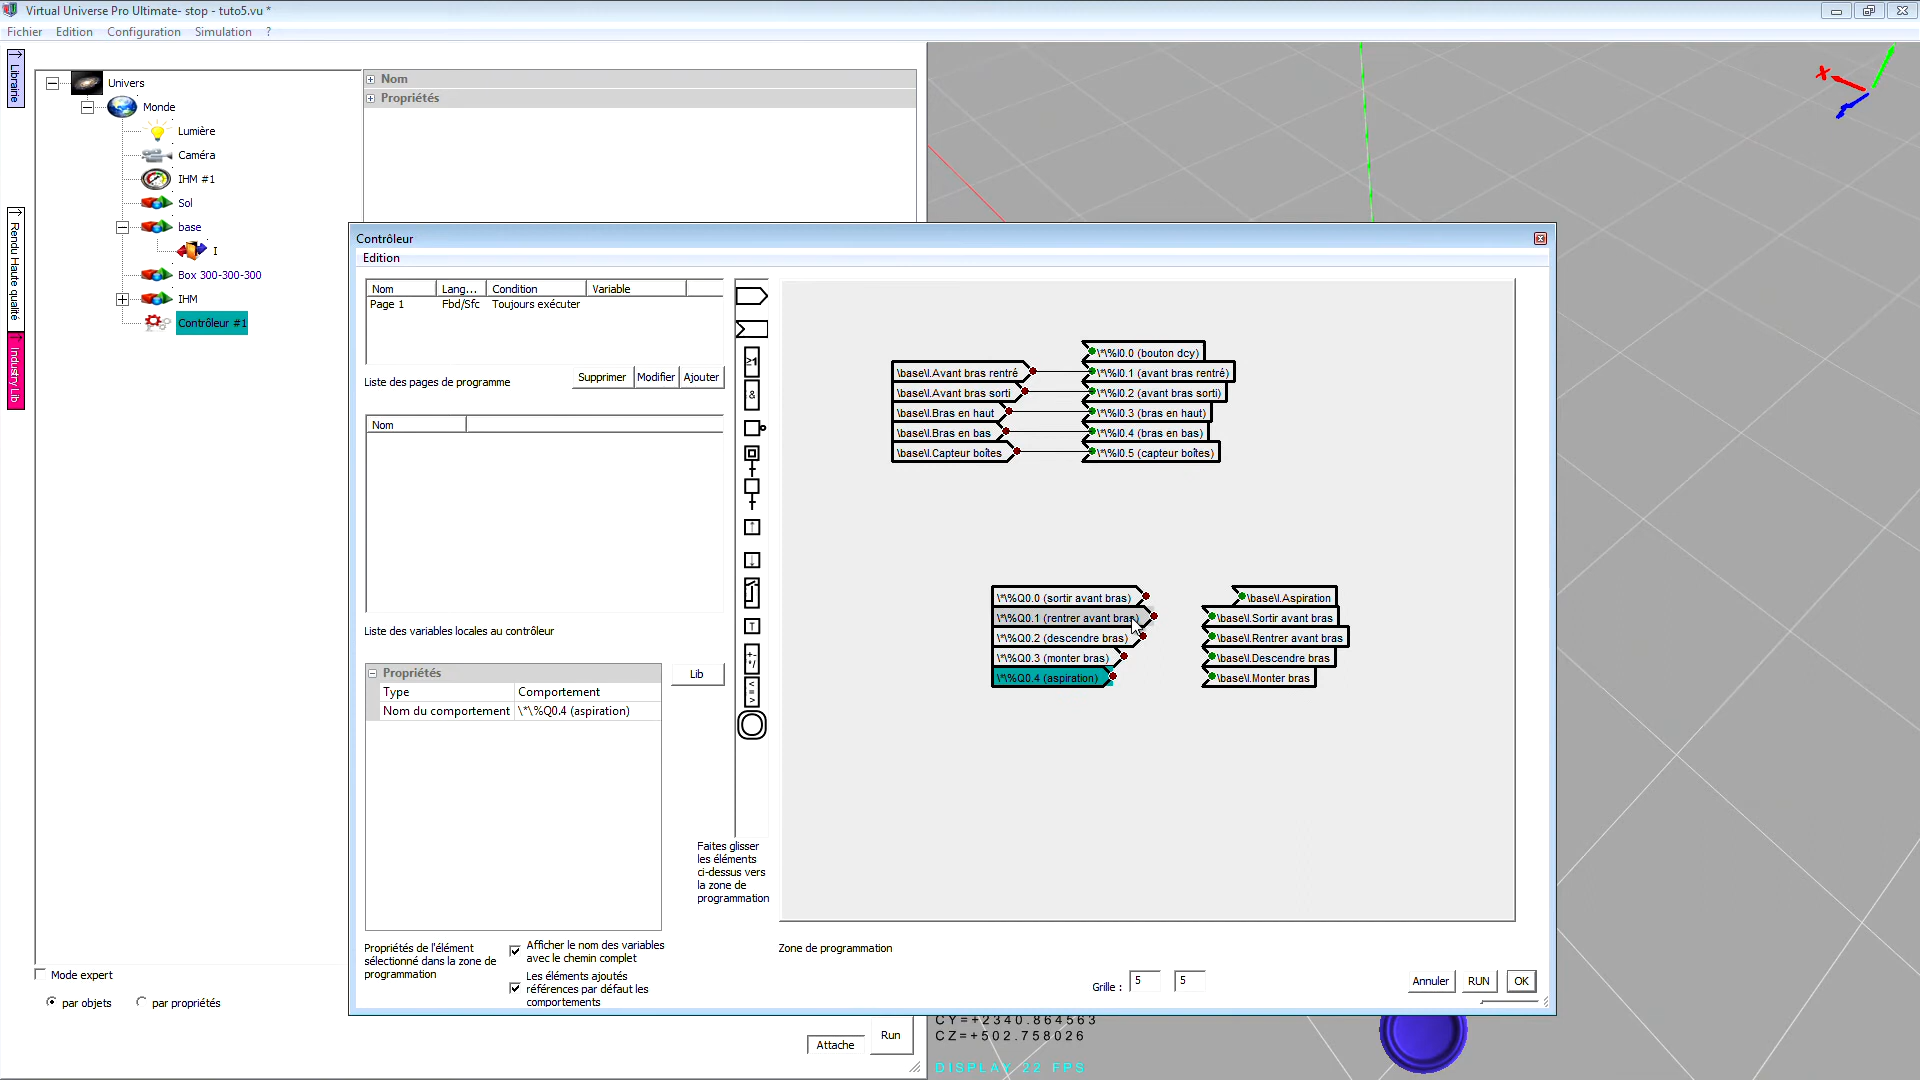 Virtual Universe Pro Ultimate- stop - tuto5.vu *
Fichier Edition Configuration Simulation ?
Librairie
Rendu Haute qualité
Industry Lib
Univers
Monde
Lumière
Caméra
IHM #1
Sol
base
I
Box 300-300-300
IHM
Contrôleur #1
Nom
Propriétés
Contrôleur
Edition
Nom Lang... Condition Variable
Page 1 Fbd/Sfc Toujours exécuter
Liste des pages de programme
Supprimer Modifier Ajouter
Nom
Liste des variables locales au contrôleur
Propriétés
Type Comportement
Nom du comportement \*\%Q0.4 (aspiration)
Lib
≥1
&
T
+-
*/
<
=
>
Faites glisser
les éléments
ci-dessus vers
la zone de
programmation
Propriétés de l'élément
sélectionné dans la zone de
programmation
Afficher le nom des variables
avec le chemin complet
Les éléments ajoutés
références par défaut les
comportements
\base\I.Avant bras rentré
\base\I.Avant bras sorti
\base\I.Bras en haut
\base\I.Bras en bas
\base\I.Capteur boîtes
\*\%I0.0 (bouton dcy)
\*\%I0.1 (avant bras rentré)
\*\%I0.2 (avant bras sorti)
\*\%I0.3 (bras en haut)
\*\%I0.4 (bras en bas)
\*\%I0.5 (capteur boîtes)
\*\%Q0.0 (sortir avant bras)
\*\%Q0.1 (rentrer avant bras)
\*\%Q0.2 (descendre bras)
\*\%Q0.3 (monter bras)
\*\%Q0.4 (aspiration)
\base\I.Aspiration
\base\I.Sortir avant bras
\base\I.Rentrer avant bras
\base\I.Descendre bras
\base\I.Monter bras
Zone de programmation
Grille : 5 5
Annuler RUN OK
Mode expert
par objets par propriétés
Attache Run
X
CY=+2340.864563
CZ=+502.758026
DISPLAY 22 FPS